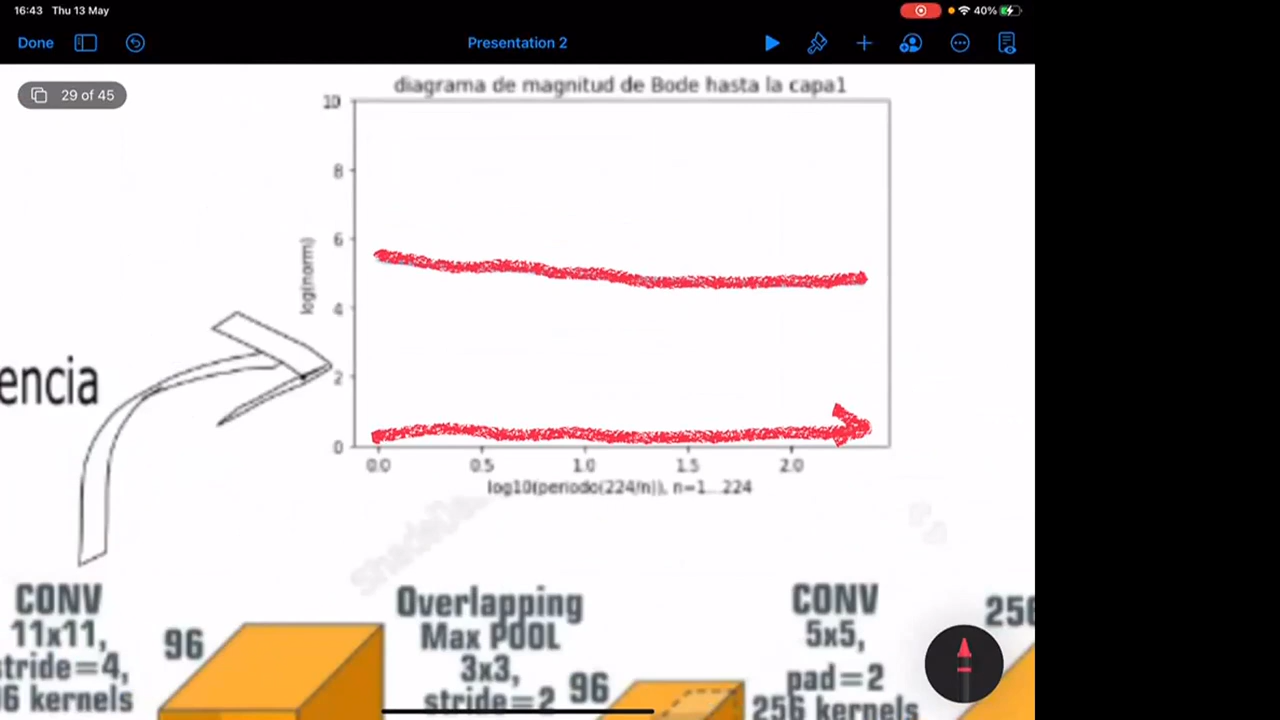 16:43 Thu 13 May
40%
Done
Presentation 2
29 of 45
diagrama de magnitud de Bode hasta la capa1
10
8
6
4
2
0
log(norm)
0.0 0.5 1.0 1.5 2.0
log10(periodo(224/n)), n=1...224
encia
CONV
11x11,
stride=4,
96 kernels
96
Overlapping
Max POOL
3x3,
stride=2
96
CONV
5x5,
pad=2
256 kernels
256